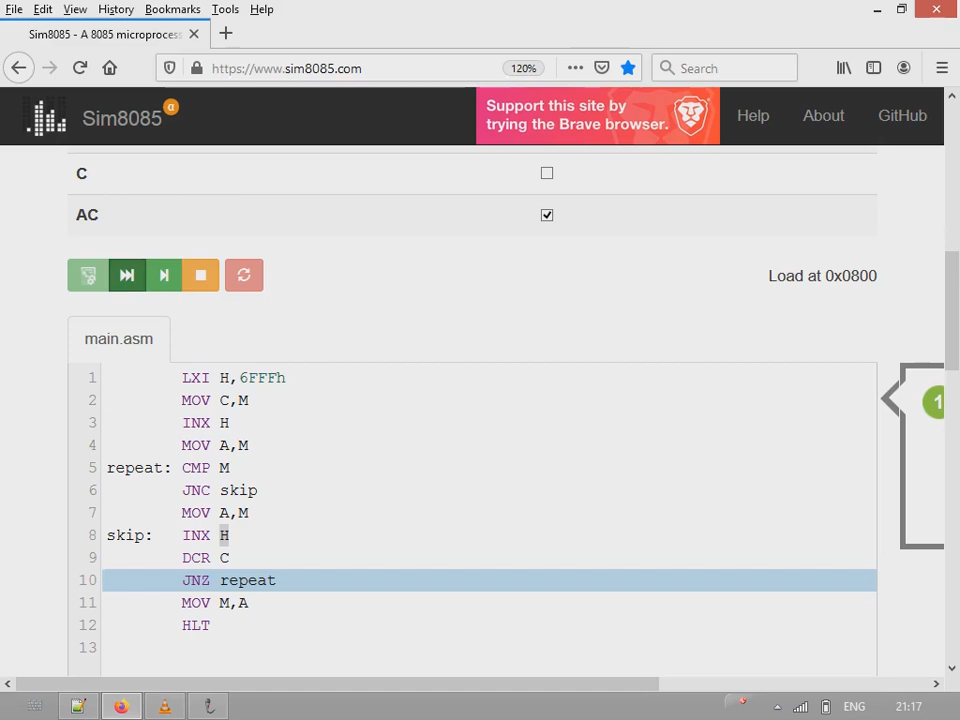 File Edit View History Bookmarks Tools Help
Sim8085 - A 8085 microproces
https://www.sim8085.com 120% Search
Sim8085 α
Support this site by
trying the Brave browser.
Help About GitHub
C
AC
Load at 0x0800
main.asm
1 LXI H,6FFFh
2 MOV C,M
3 INX H
4 MOV A,M
5 repeat: CMP M
6 JNC skip
7 MOV A,M
8 skip: INX H
9 DCR C
10 JNZ repeat
11 MOV M,A
12 HLT
13
1
ENG 21:17